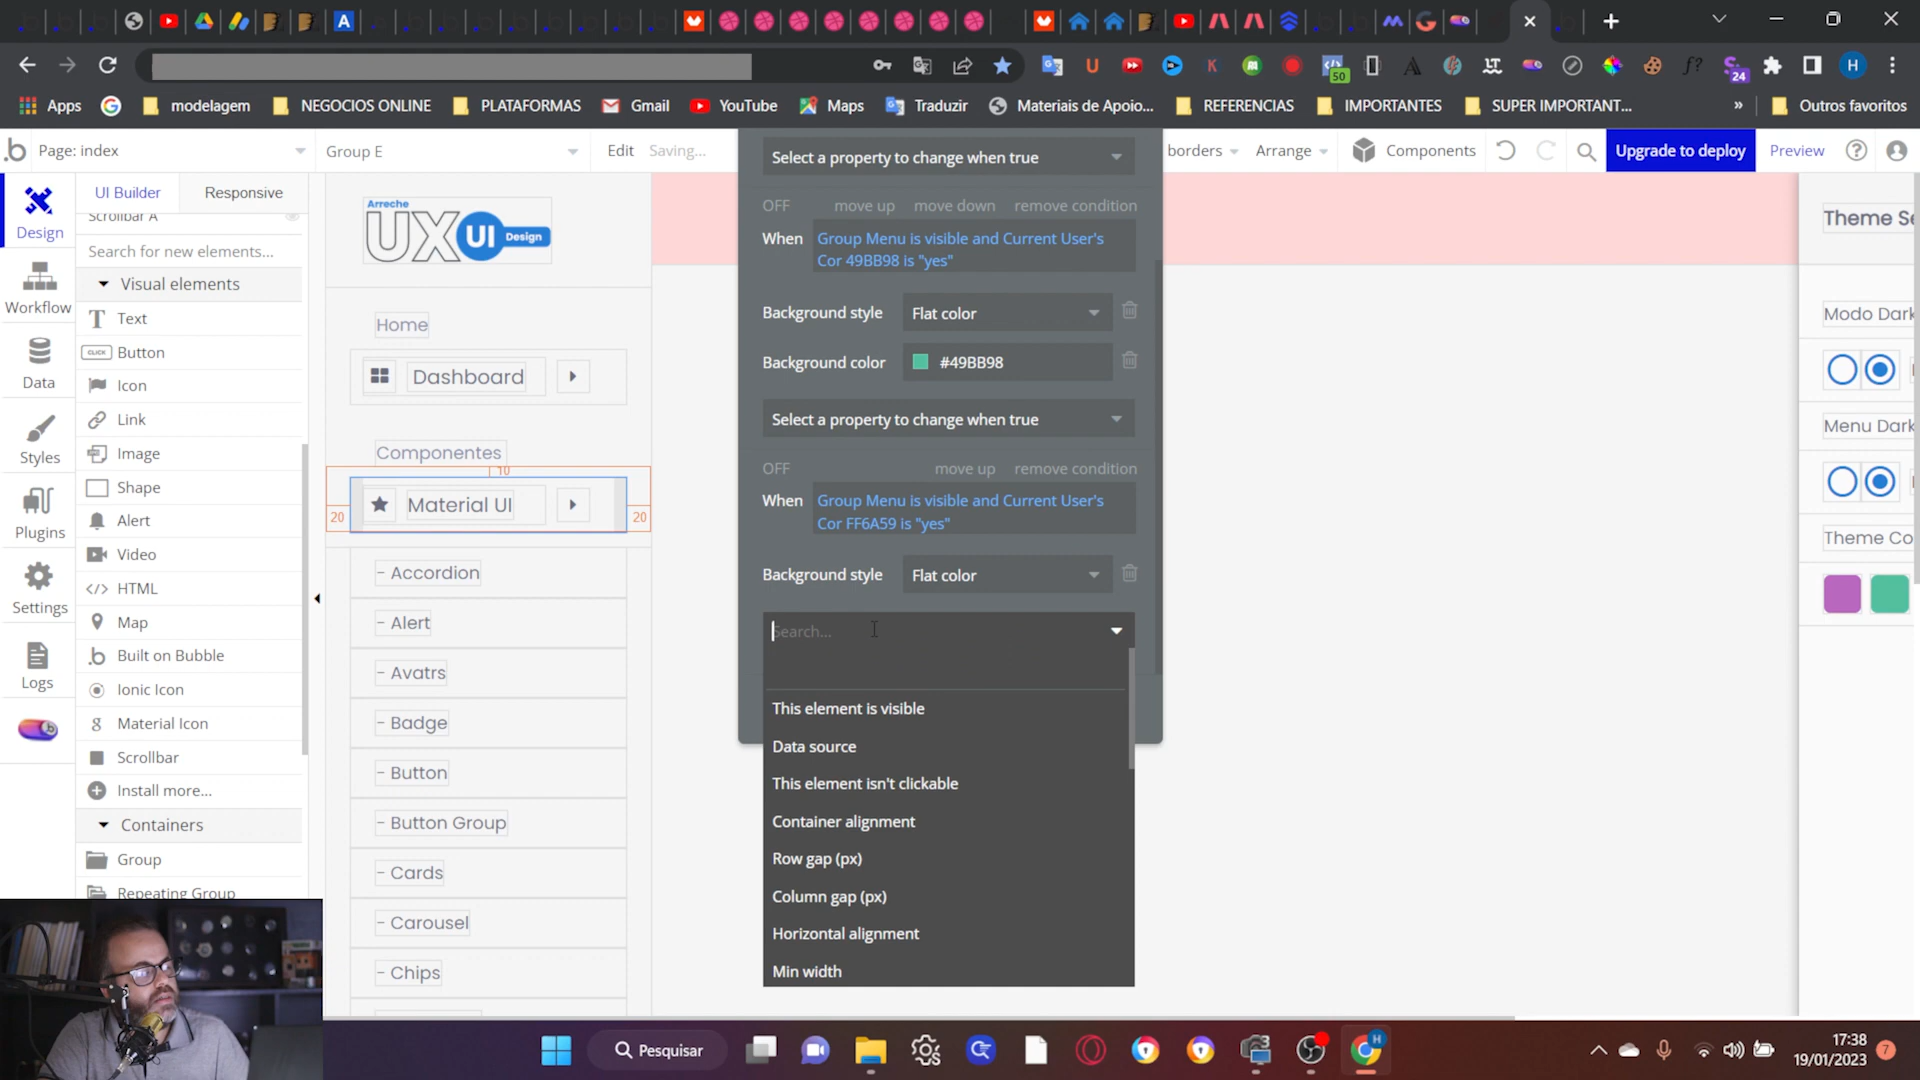 50
24
H
Apps
modelagem
NEGOCIOS ONLINE
PLATAFORMAS
Gmail
YouTube
Maps
Traduzir
Materiais de Apoio...
REFERENCIAS
IMPORTANTES
SUPER IMPORTANT...
»
Outros favoritos
Page: index
Group E
Edit
Saving...
borders
Arrange
Components
Upgrade to deploy
Preview
Design
Workflow
Data
Styles
Plugins
Settings
Logs
UI Builder
Responsive
Scrollbar A
Search for new elements...
Visual elements
Text
CLICK Button
Icon
Link
Image
Shape
Alert
Video
</> HTML
Map
Built on Bubble
Ionic Icon
Material Icon
Scrollbar
Install more...
Containers
Group
Repeating Group
Arreche
UX UI Design
Home
Dashboard
Componentes
10
20
Material UI
20
- Accordion
- Alert
- Avatrs
- Badge
- Button
- Button Group
- Cards
- Carousel
- Chips
Select a property to change when true
OFF
move up
move down
remove condition
When
Group Menu is visible and Current User's
Cor 49BB98 is "yes"
Background style
Flat color
Background color
#49BB98
Select a property to change when true
OFF
move up
remove condition
When
Group Menu is visible and Current User's
Cor FF6A59 is "yes"
Background style
Flat color
Search...
This element is visible
Data source
This element isn't clickable
Container alignment
Row gap (px)
Column gap (px)
Horizontal alignment
Min width
Theme Se
Modo Dark
Menu Dark
Theme Co
Pesquisar
H
17:38
19/01/2023
7